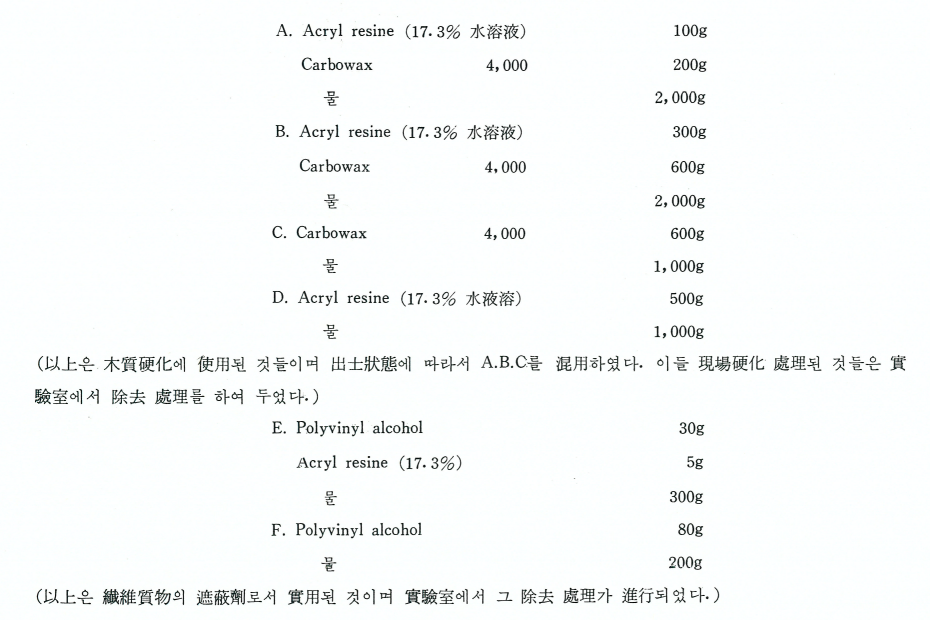 A. Acryl resine (17.3% 水溶液) 100g
Carbowax 4,000 200g
물 2,000g
B. Acryl resine (17.3% 水溶液) 300g
Carbowax 4,000 600g
물 2,000g
C. Carbowax 4,000 600g
물 1,000g
D. Acryl resine (17.3% 水液溶) 500g
물 1,000g
(以上은 木質硬化에 使用된 것들이며 出士狀態에 따라서 A.B.C를 混用하였다. 이들 現場硬化 處理된 것들은 實
驗室에서 除去 處理를 하여 두었다.)
E. Polyvinyl alcohol 30g
Acryl resine (17.3%) 5g
물 300g
F. Polyvinyl alcohol 80g
물 200g
(以上은 纖維質物의 遮蔽劑로서 實用된 것이며 實驗室에서 그 除去 處理가 進行되었다.)